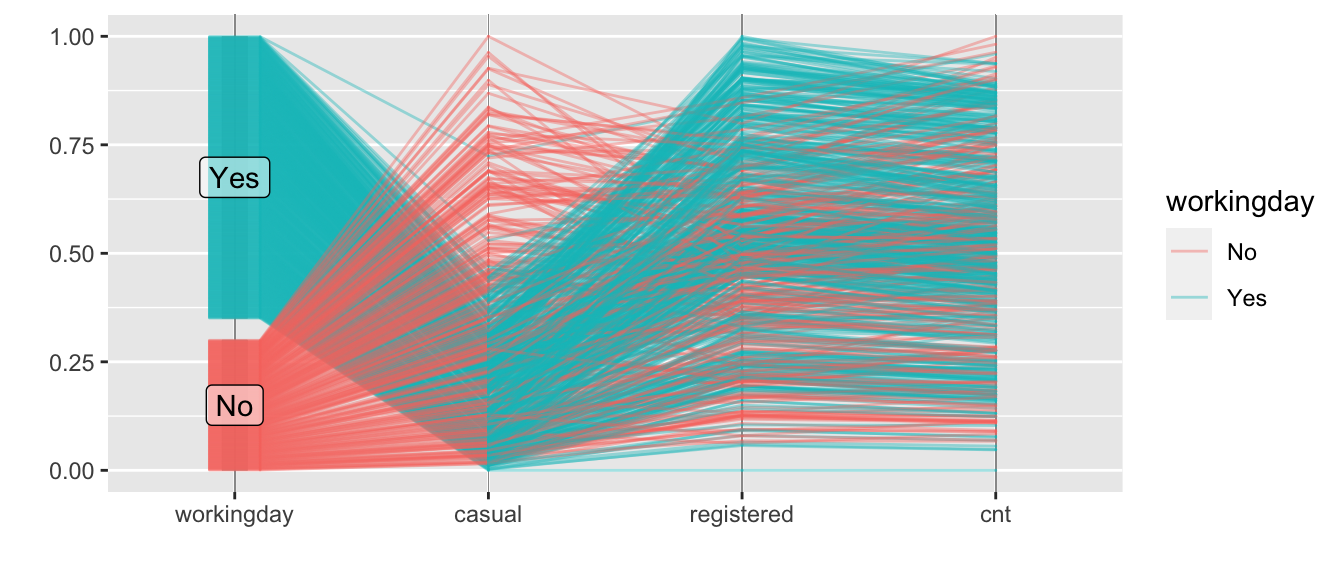 1.00
0.75
0.50
0.25
0.00
Yes
No
workingday casual registered cnt
workingday
No
Yes